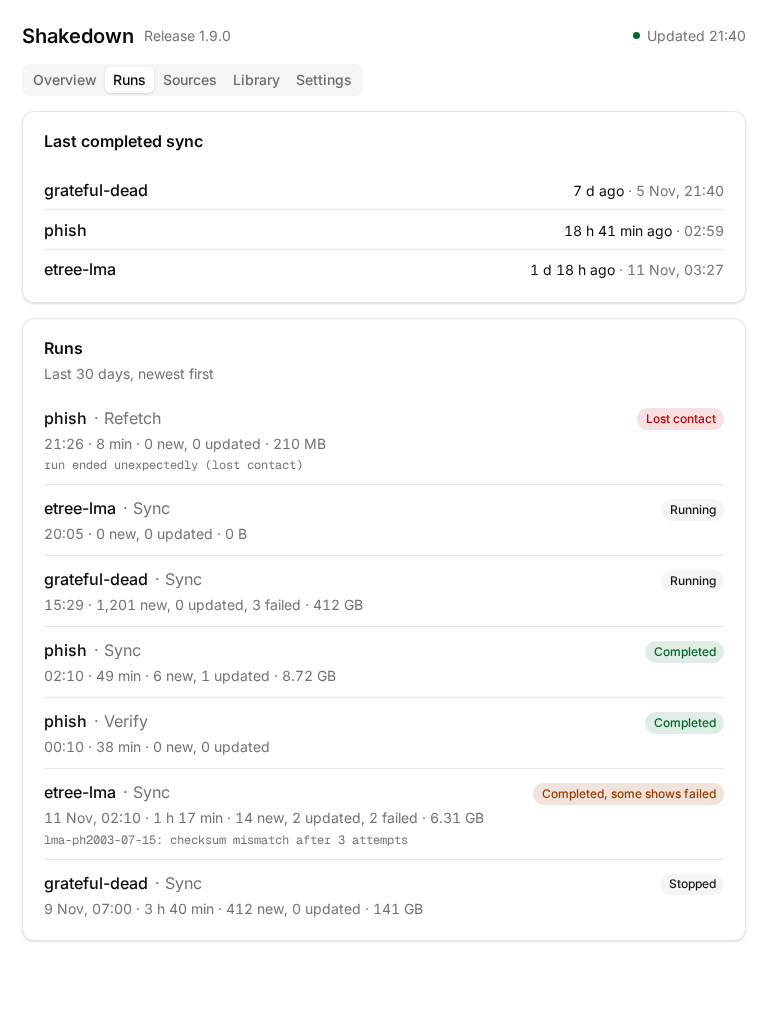 Shakedown Release 1.9.0 Updated 21:40
Overview Runs Sources Library Settings
Last completed sync
grateful-dead 7 d ago · 5 Nov, 21:40
phish 18 h 41 min ago · 02:59
etree-lma 1 d 18 h ago · 11 Nov, 03:27
Runs
Last 30 days, newest first
phish · Refetch Lost contact
21:26 · 8 min · 0 new, 0 updated · 210 MB
run ended unexpectedly (lost contact)
etree-lma · Sync Running
20:05 · 0 new, 0 updated · 0 B
grateful-dead · Sync Running
15:29 · 1,201 new, 0 updated, 3 failed · 412 GB
phish · Sync Completed
02:10 · 49 min · 6 new, 1 updated · 8.72 GB
phish · Verify Completed
00:10 · 38 min · 0 new, 0 updated
etree-lma · Sync Completed, some shows failed
11 Nov, 02:10 · 1 h 17 min · 14 new, 2 updated, 2 failed · 6.31 GB
lma-ph2003-07-15: checksum mismatch after 3 attempts
grateful-dead · Sync Stopped
9 Nov, 07:00 · 3 h 40 min · 412 new, 0 updated · 141 GB